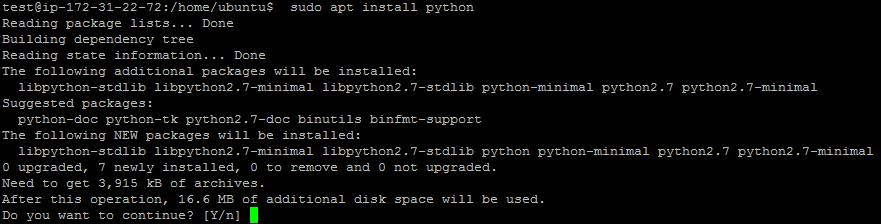 test@ip-172-31-22-72:/home/ubuntu$  sudo apt install python
Reading package lists... Done
Building dependency tree
Reading state information... Done
The following additional packages will be installed:
  libpython-stdlib libpython2.7-minimal libpython2.7-stdlib python-minimal python2.7 python2.7-minimal
Suggested packages:
  python-doc python-tk python2.7-doc binutils binfmt-support
The following NEW packages will be installed:
  libpython-stdlib libpython2.7-minimal libpython2.7-stdlib python python-minimal python2.7 python2.7-minimal
0 upgraded, 7 newly installed, 0 to remove and 0 not upgraded.
Need to get 3,915 kB of archives.
After this operation, 16.6 MB of additional disk space will be used.
Do you want to continue? [Y/n]